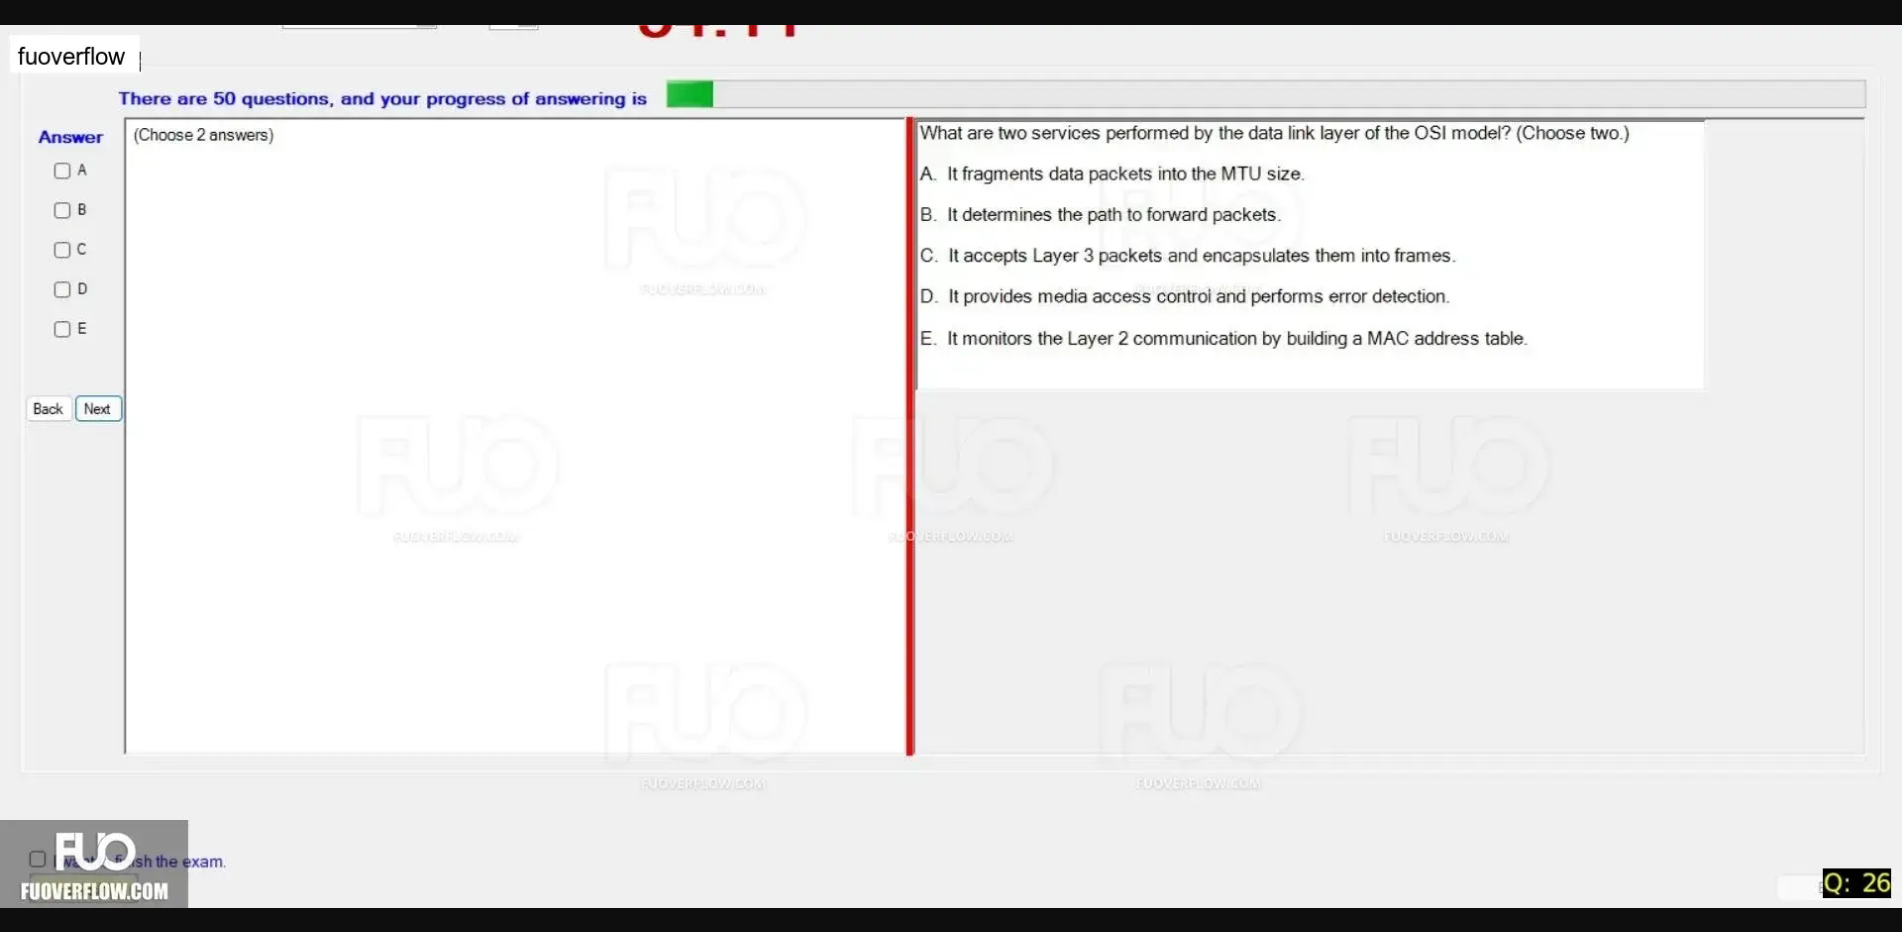 fuoverflow
There are 50 questions, and your progress of answering is
Answer
(Choose 2 answers)
A
B
C
D
E
Back
Next
What are two services performed by the data link layer of the OSI model? (Choose two.)
A. It fragments data packets into the MTU size.
B. It determines the path to forward packets.
C. It accepts Layer 3 packets and encapsulates them into frames.
D. It provides media access control and performs error detection.
E. It monitors the Layer 2 communication by building a MAC address table.
FUO
FUOVERFLOW.COM
FUO
FUOVERFLOW.COM
FUO
FUOVERFLOW.COM
FUO
FUOVERFLOW.COM
FUO
FUOVERFLOW.COM
FUO
FUOVERFLOW.COM
FUO
FUOVERFLOW.COM
the exam.
FUO
FUOVERFLOW.COM
Q: 26